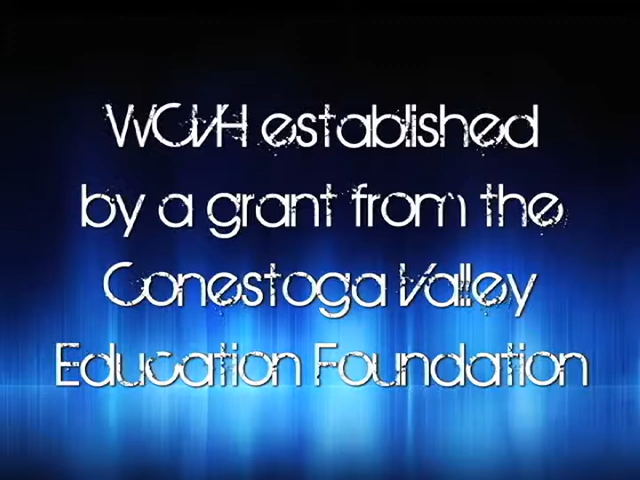 WCVH established
by a grant from the
Conestoga Valley
Education Foundation